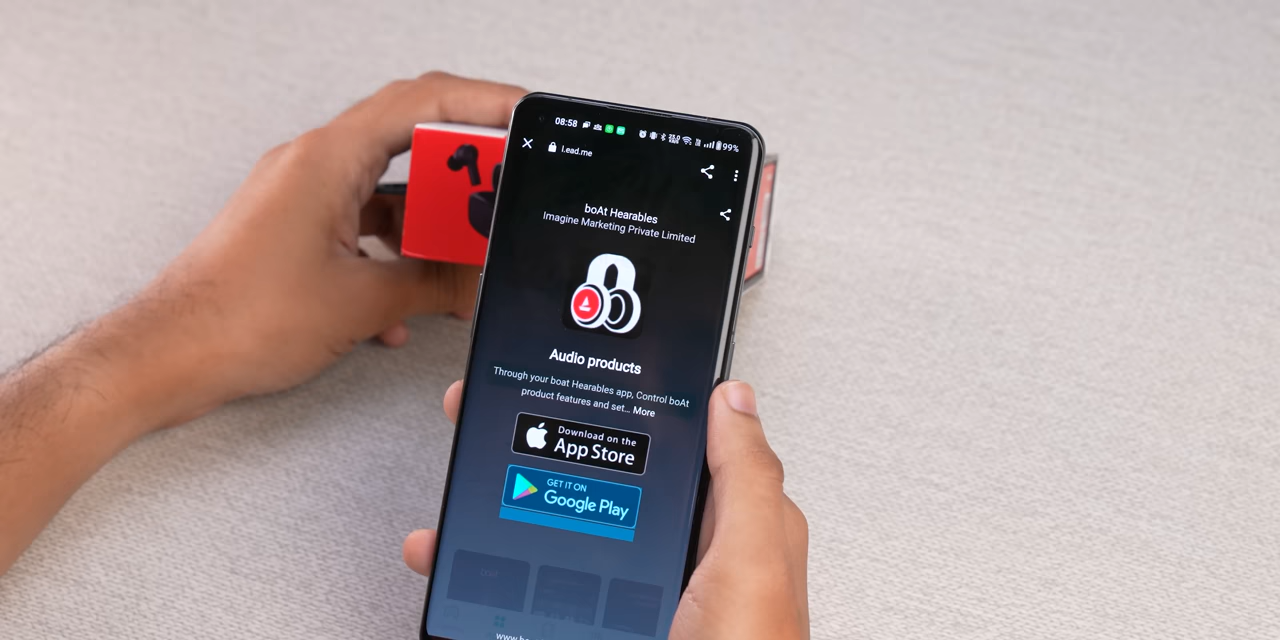 08:58
99%
l.ead.me
boAt Hearables
Imagine Marketing Private Limited
Audio products
Through your boat Hearables app, Control boAt
product features and set... More
Download on the
App Store
GET IT ON
Google Play